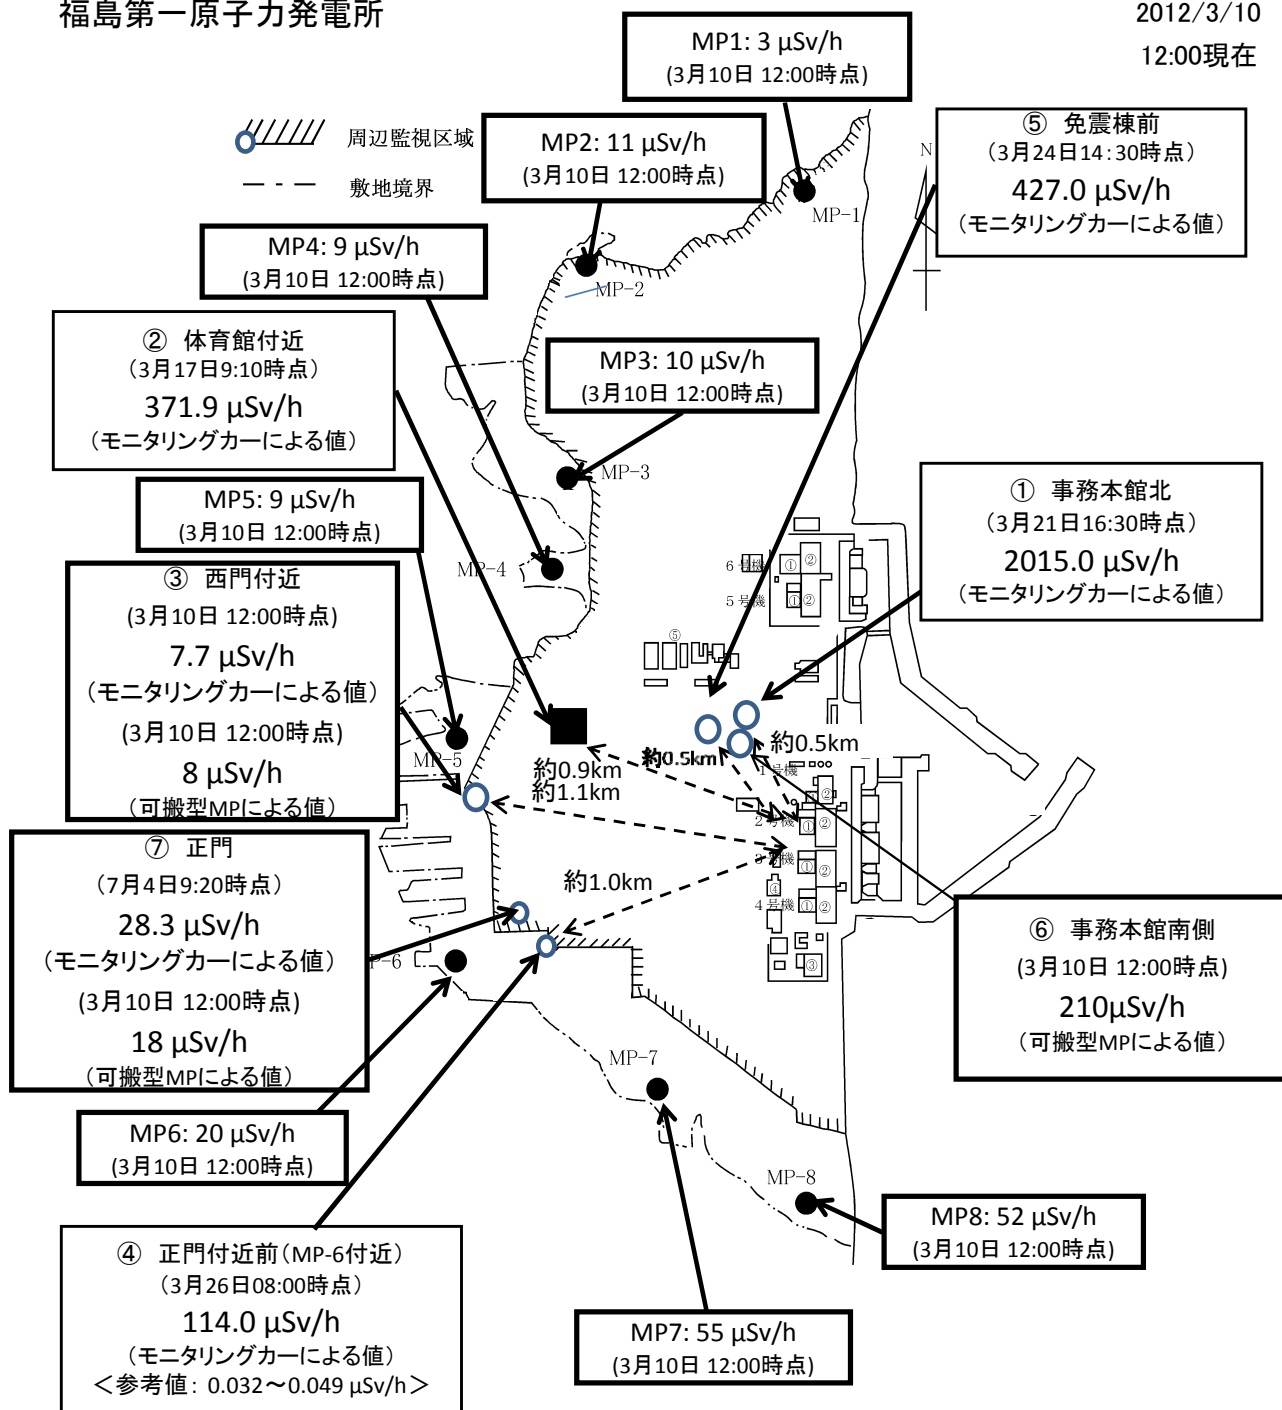 福島第一原子力発電所
2012/3/10
12:00現在
周辺監視区域
敷地境界
MP1: 3 μSv/h
(3月10日 12:00時点)
MP2: 11 μSv/h
(3月10日 12:00時点)
⑤ 免震棟前
(3月24日14:30時点)
427.0 μSv/h
(モニタリングカーによる値)
N
MP-1
MP4: 9 μSv/h
(3月10日 12:00時点)
MP-2
② 体育館付近
(3月17日9:10時点)
371.9 μSv/h
(モニタリングカーによる値)
MP3: 10 μSv/h
(3月10日 12:00時点)
MP-3
MP5: 9 μSv/h
(3月10日 12:00時点)
① 事務本館北
(3月21日16:30時点)
2015.0 μSv/h
(モニタリングカーによる値)
MP-4
6号機
① ②
5号機
① ②
③ 西門付近
(3月10日 12:00時点)
7.7 μSv/h
(モニタリングカーによる値)
(3月10日 12:00時点)
8 μSv/h
(可搬型MPによる値)
⑤
MP-5
約0.9km
約1.1km
約0.5km
約0.5km
1号機
②
2号機
① ②
3号機
① ②
④
4号機
① ②
③
約1.0km
⑦ 正門
(7月4日9:20時点)
28.3 μSv/h
(モニタリングカーによる値)
(3月10日 12:00時点)
18 μSv/h
(可搬型MPによる値)
P-6
⑥ 事務本館南側
(3月10日 12:00時点)
210μSv/h
(可搬型MPによる値)
MP-7
MP6: 20 μSv/h
(3月10日 12:00時点)
MP-8
MP8: 52 μSv/h
(3月10日 12:00時点)
④ 正門付近前(MP-6付近)
(3月26日08:00時点)
114.0 μSv/h
(モニタリングカーによる値)
<参考値: 0.032~0.049 μSv/h>
MP7: 55 μSv/h
(3月10日 12:00時点)